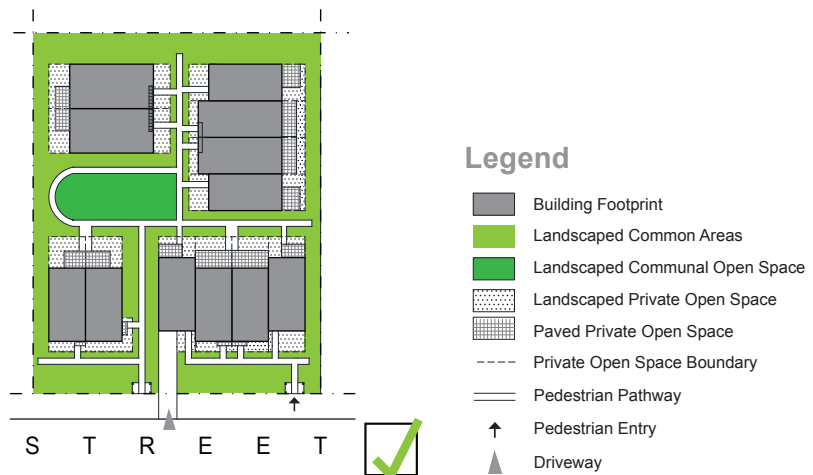 Legend
Building Footprint
Landscaped Common Areas
Landscaped Communal Open Space
Landscaped Private Open Space
Paved Private Open Space
Private Open Space Boundary
Pedestrian Pathway
Pedestrian Entry
Driveway
S T R E E T